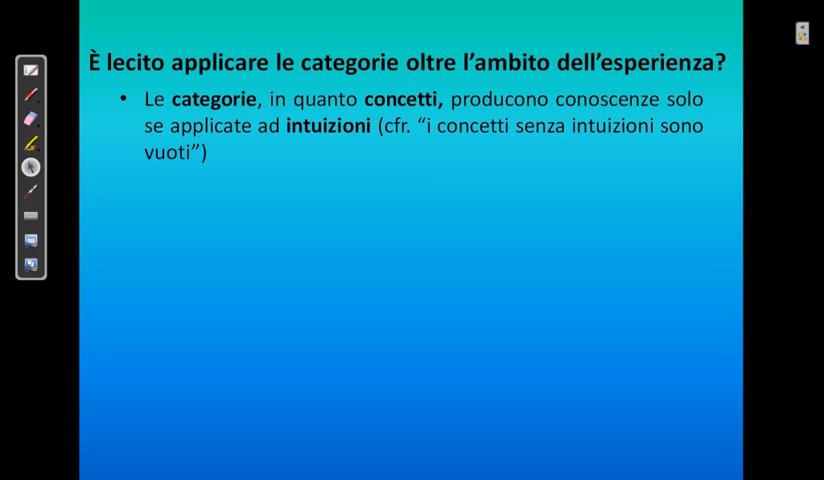 È lecito applicare le categorie oltre l’ambito dell’esperienza?
• Le categorie, in quanto concetti, producono conoscenze solo
se applicate ad intuizioni (cfr. “i concetti senza intuizioni sono
vuoti”)